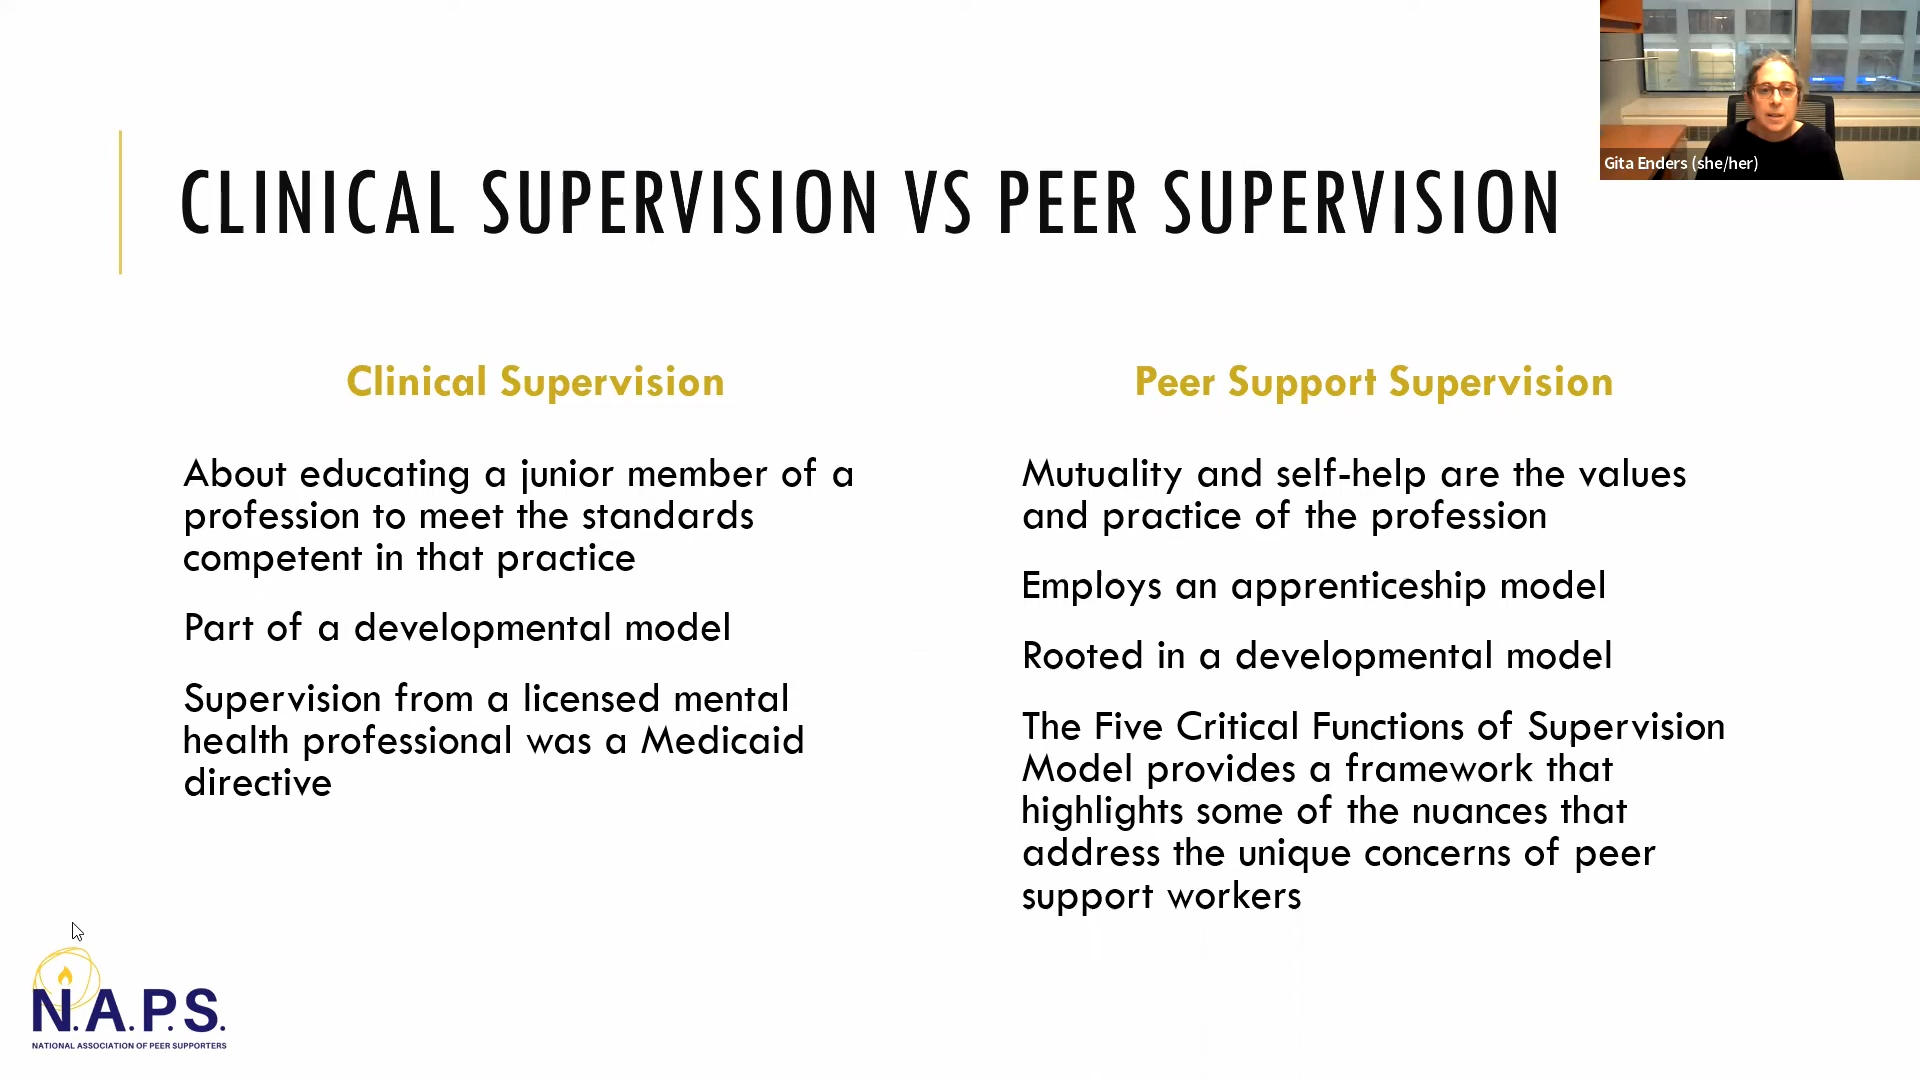 Gita Enders (she/her)
CLINICAL SUPERVISION VS PEER SUPERVISION
Clinical Supervision
About educating a junior member of a
profession to meet the standards
competent in that practice
Part of a developmental model
Supervision from a licensed mental
health professional was a Medicaid
directive
Peer Support Supervision
Mutuality and self-help are the values
and practice of the profession
Employs an apprenticeship model
Rooted in a developmental model
The Five Critical Functions of Supervision
Model provides a framework that
highlights some of the nuances that
address the unique concerns of peer
support workers
N.A.P.S.
NATIONAL ASSOCIATION OF PEER SUPPORTERS